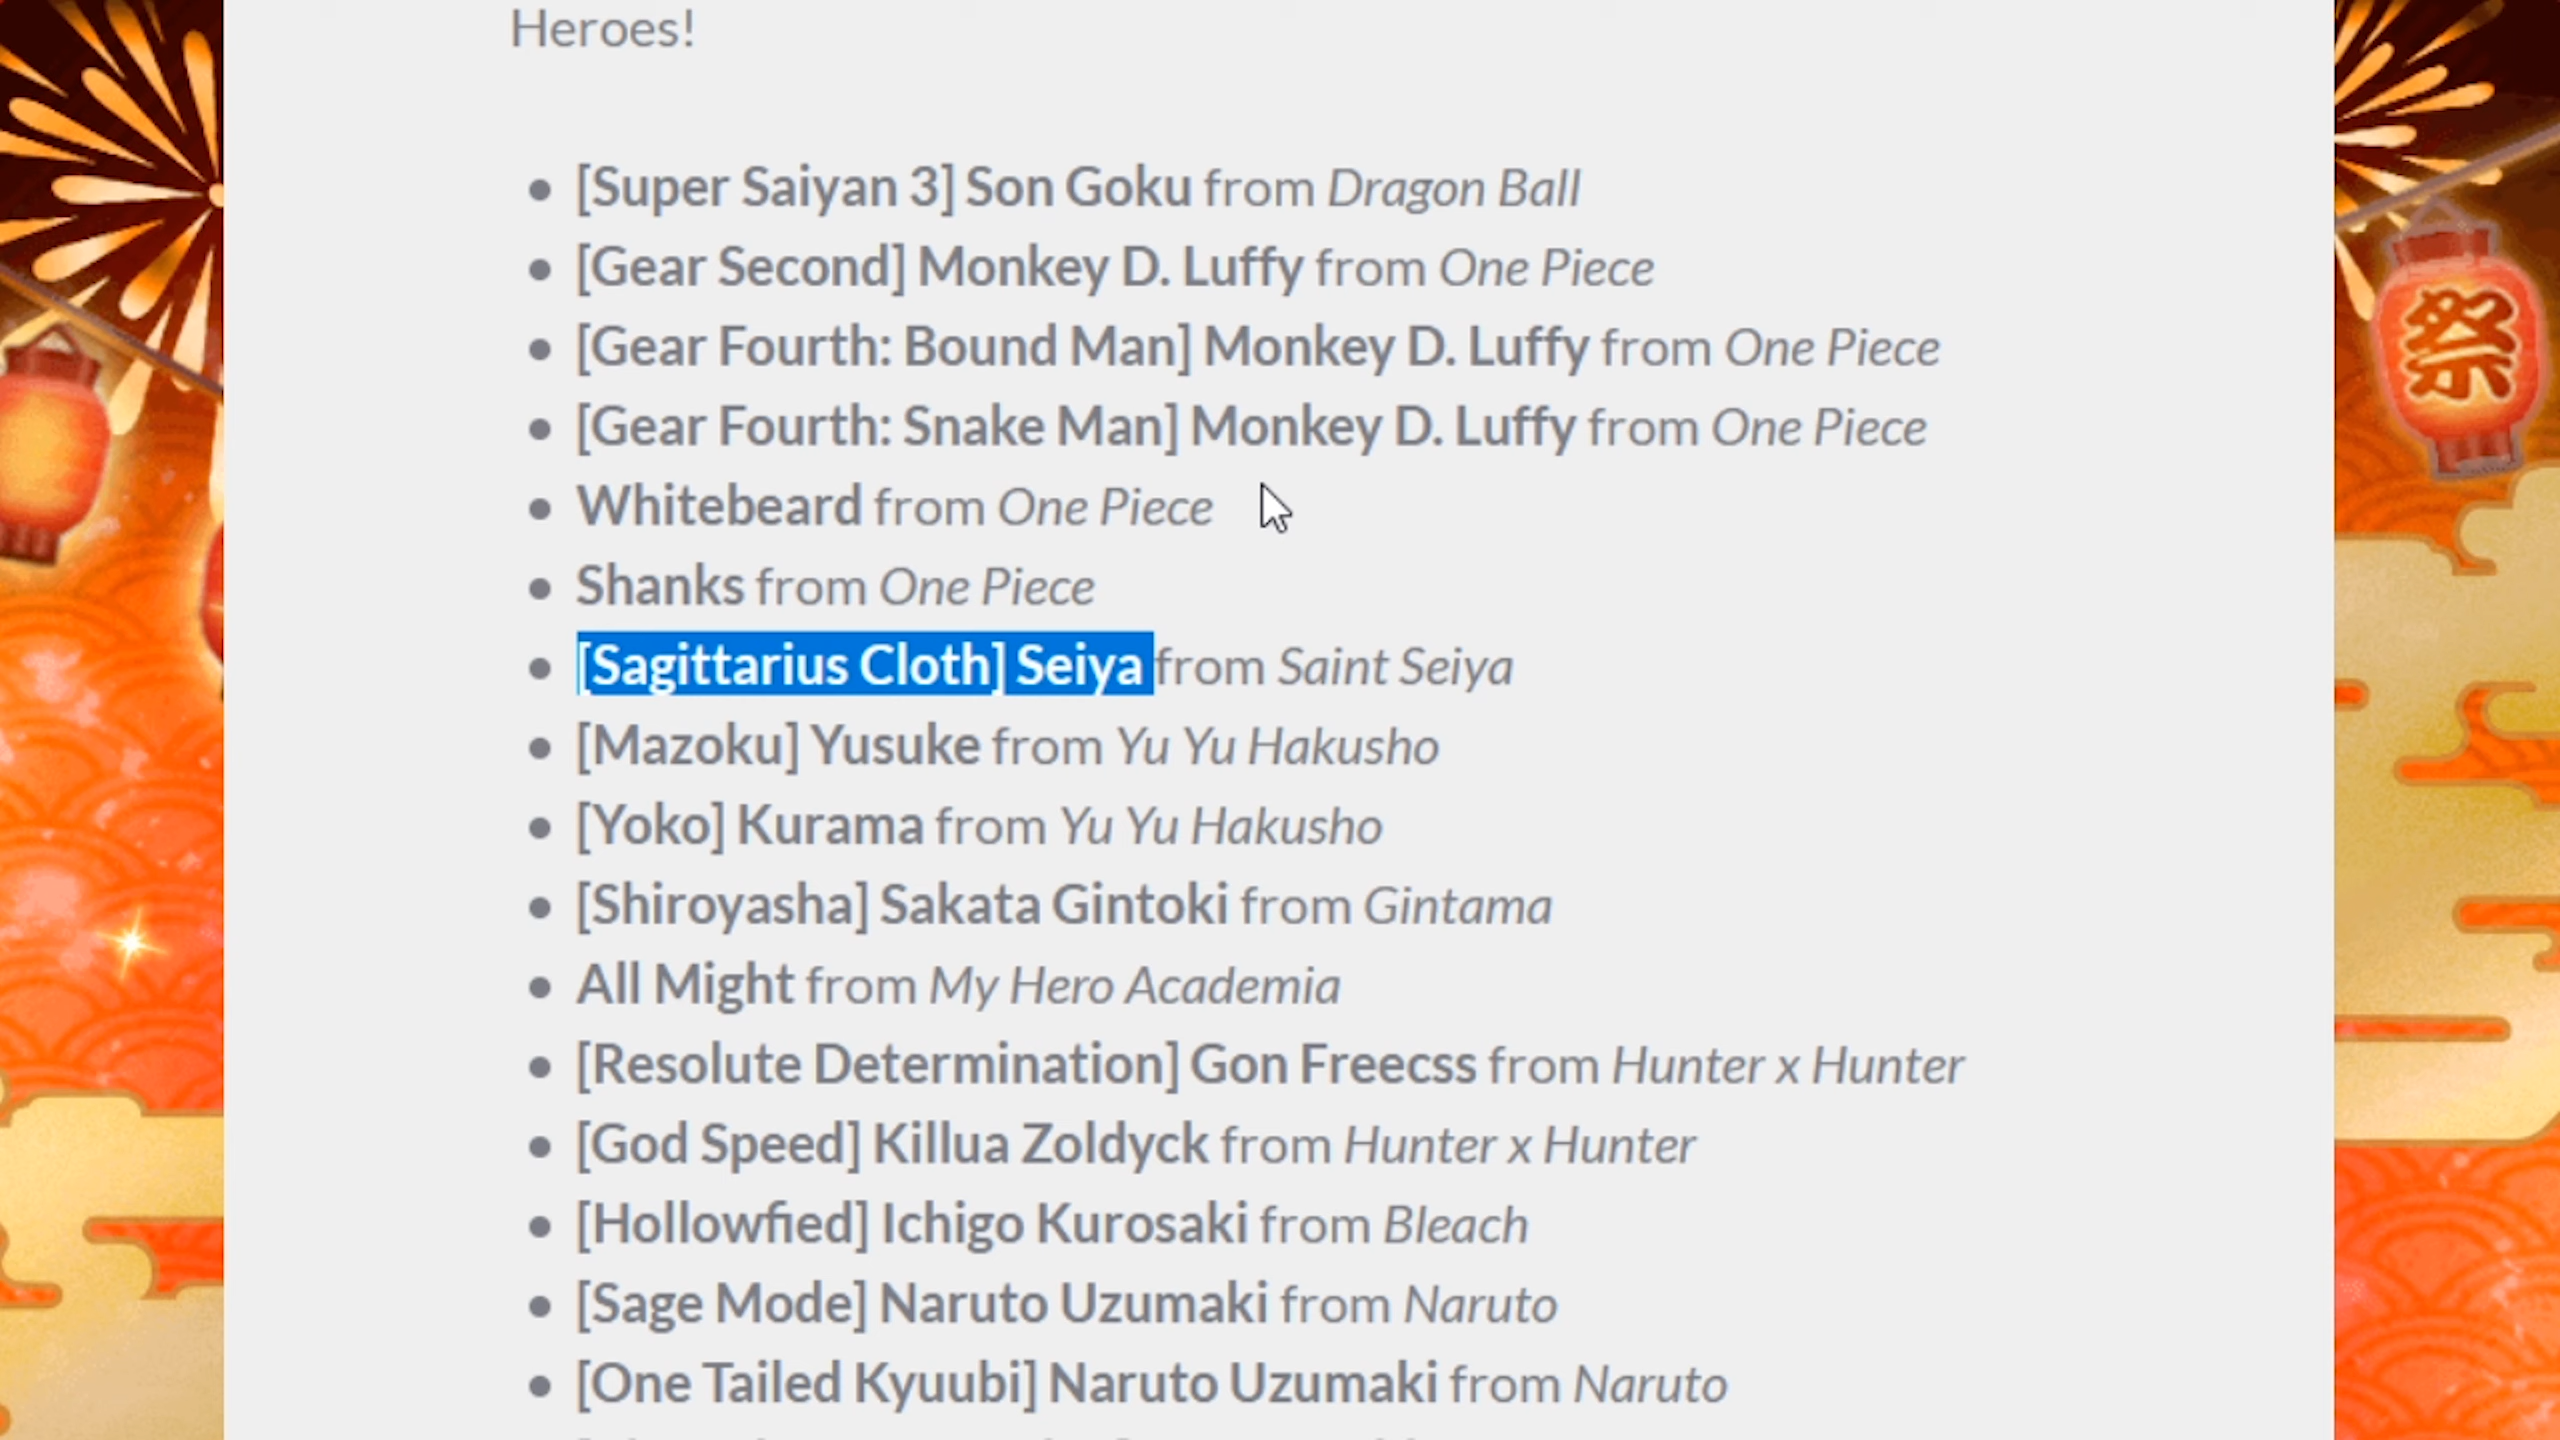 Heroes!
[Super Saiyan 3] Son Goku from Dragon Ball
[Gear Second] Monkey D. Luffy from One Piece
[Gear Fourth: Bound Man] Monkey D. Luffy from One Piece
[Gear Fourth: Snake Man] Monkey D. Luffy from One Piece
Whitebeard from One Piece
Shanks from One Piece
[Sagittarius Cloth] Seiya from Saint Seiya
[Mazoku] Yusuke from Yu Yu Hakusho
[Yoko] Kurama from Yu Yu Hakusho
[Shiroyasha] Sakata Gintoki from Gintama
All Might from My Hero Academia
[Resolute Determination] Gon Freecss from Hunter x Hunter
[God Speed] Killua Zoldyck from Hunter x Hunter
[Hollowfied] Ichigo Kurosaki from Bleach
[Sage Mode] Naruto Uzumaki from Naruto
[One Tailed Kyuubi] Naruto Uzumaki from Naruto
祭